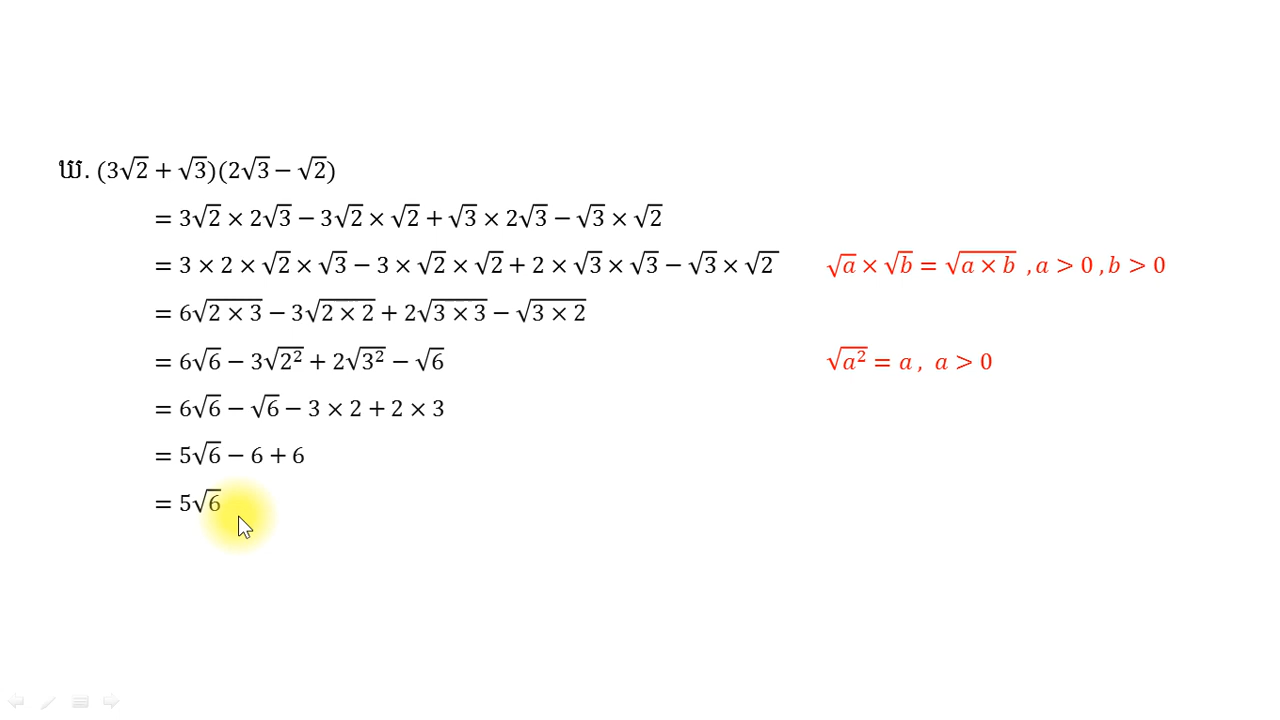 ឃ. (3√2 + √3)(2√3 − √2)
= 3√2 × 2√3 − 3√2 × √2 + √3 × 2√3 − √3 × √2
= 3 × 2 × √2 × √3 − 3 × √2 × √2 + 2 × √3 × √3 − √3 × √2 √a × √b = √(a × b) , a > 0 , b > 0
= 6√(2 × 3) − 3√(2 × 2) + 2√(3 × 3) − √(3 × 2)
= 6√6 − 3√(2²) + 2√(3²) − √6 √(a²) = a , a > 0
= 6√6 − √6 − 3 × 2 + 2 × 3
= 5√6 − 6 + 6
= 5√6